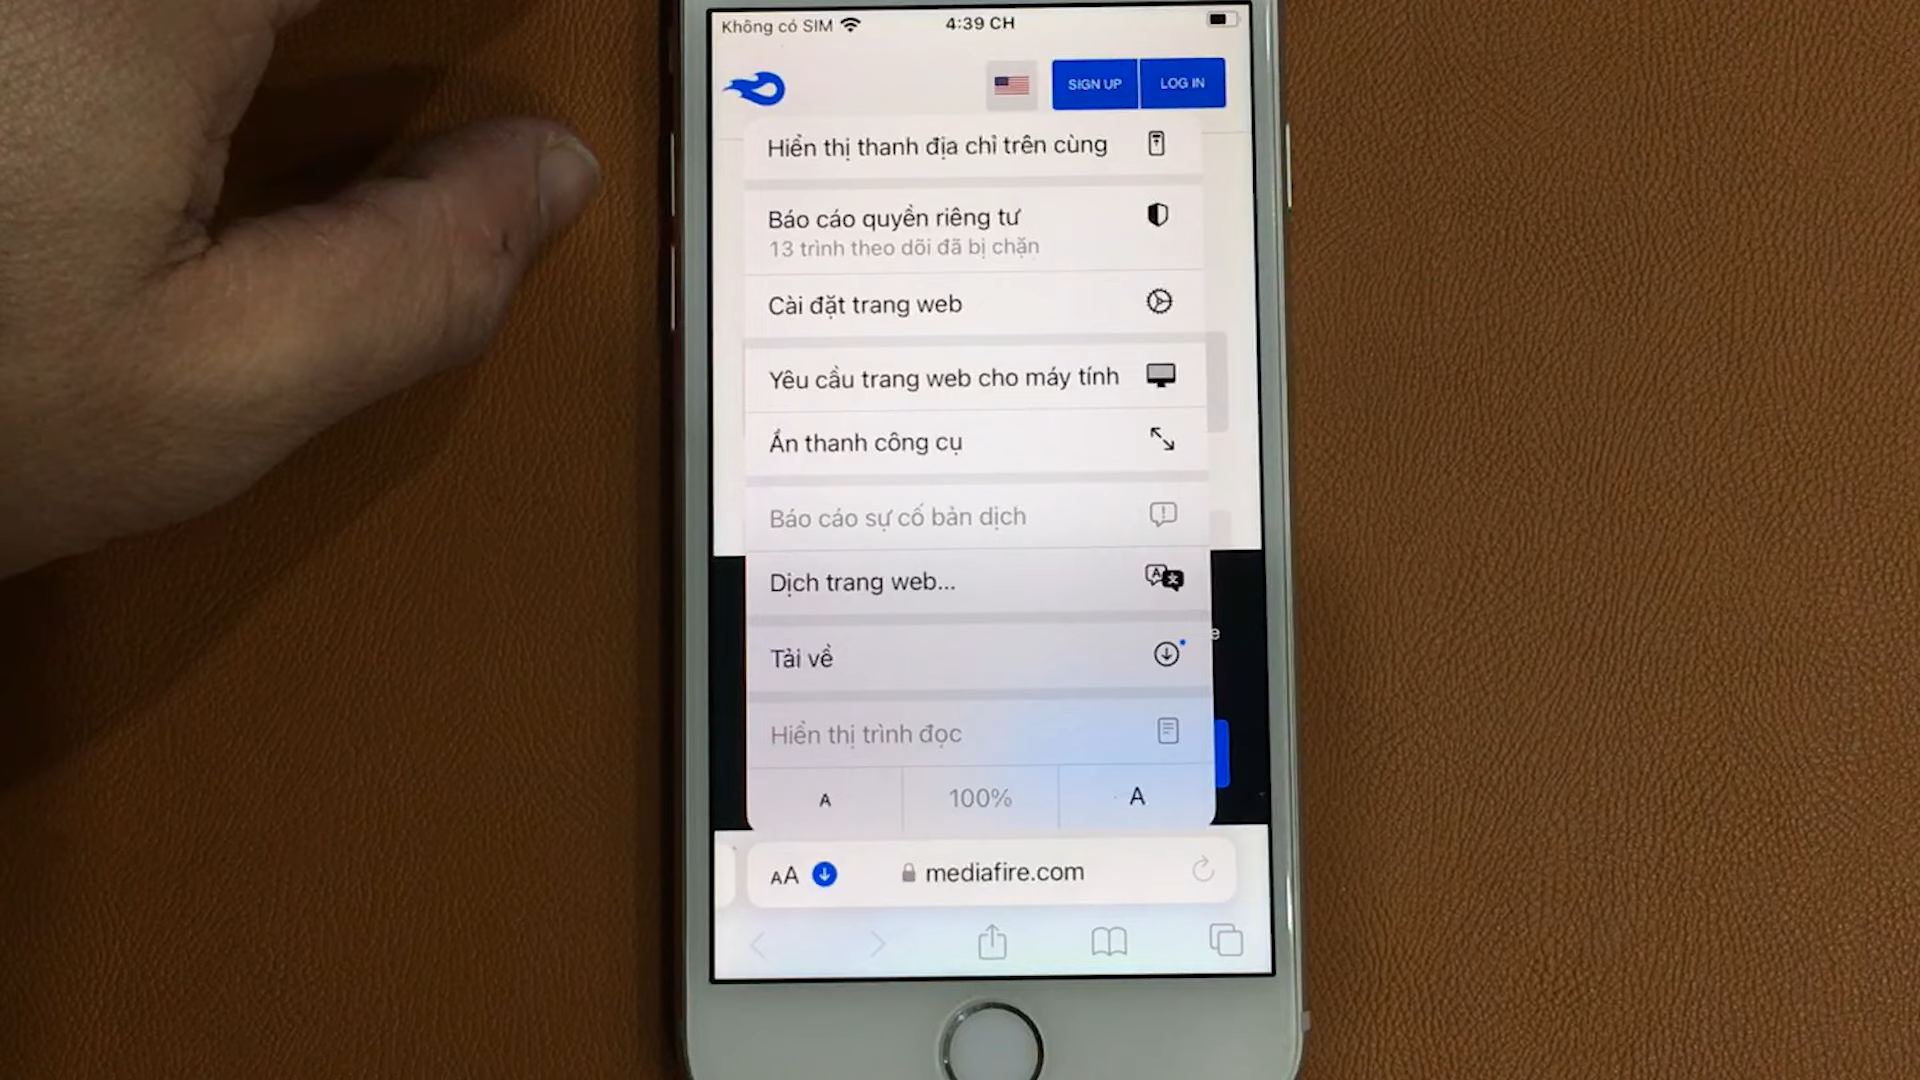 Không có SIM
4:39 CH
SIGN UP
LOG IN
Hiển thị thanh địa chỉ trên cùng
Báo cáo quyền riêng tư
13 trình theo dõi đã bị chặn
Cài đặt trang web
Yêu cầu trang web cho máy tính
Ẩn thanh công cụ
Báo cáo sự cố bản dịch
Dịch trang web...
Tải về
Hiển thị trình đọc
A
100%
A
AA
mediafire.com